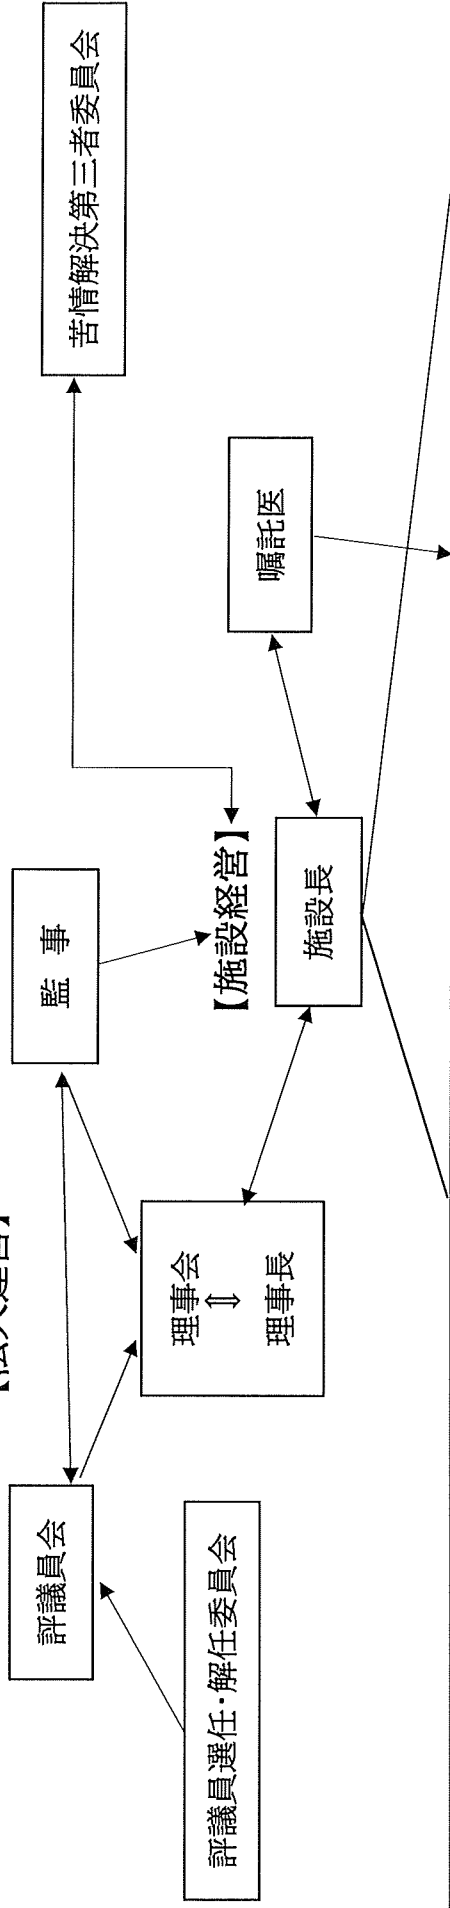 評議員会
監 事
苦情解決第三者委員会
評議員選任・解任委員会
理事会
⇕
理事長
【施設経営】
施設長
嘱託医